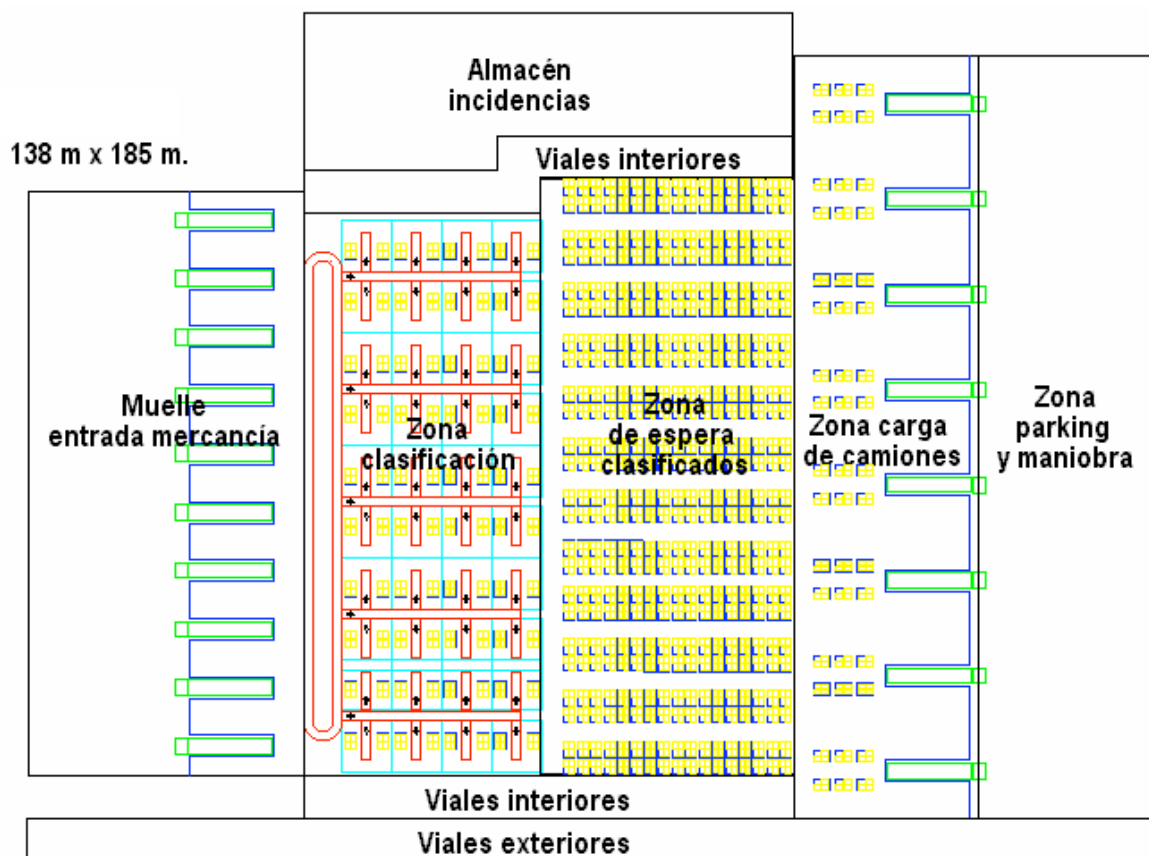 Almacén
incidencias
138 m x 185 m.
Viales interiores
Muelle
entrada mercancía
Zona
clasificación
Zona
de espera
clasificados
Zona carga
de camiones
Zona
parking
y maniobra
Viales interiores
Viales exteriores